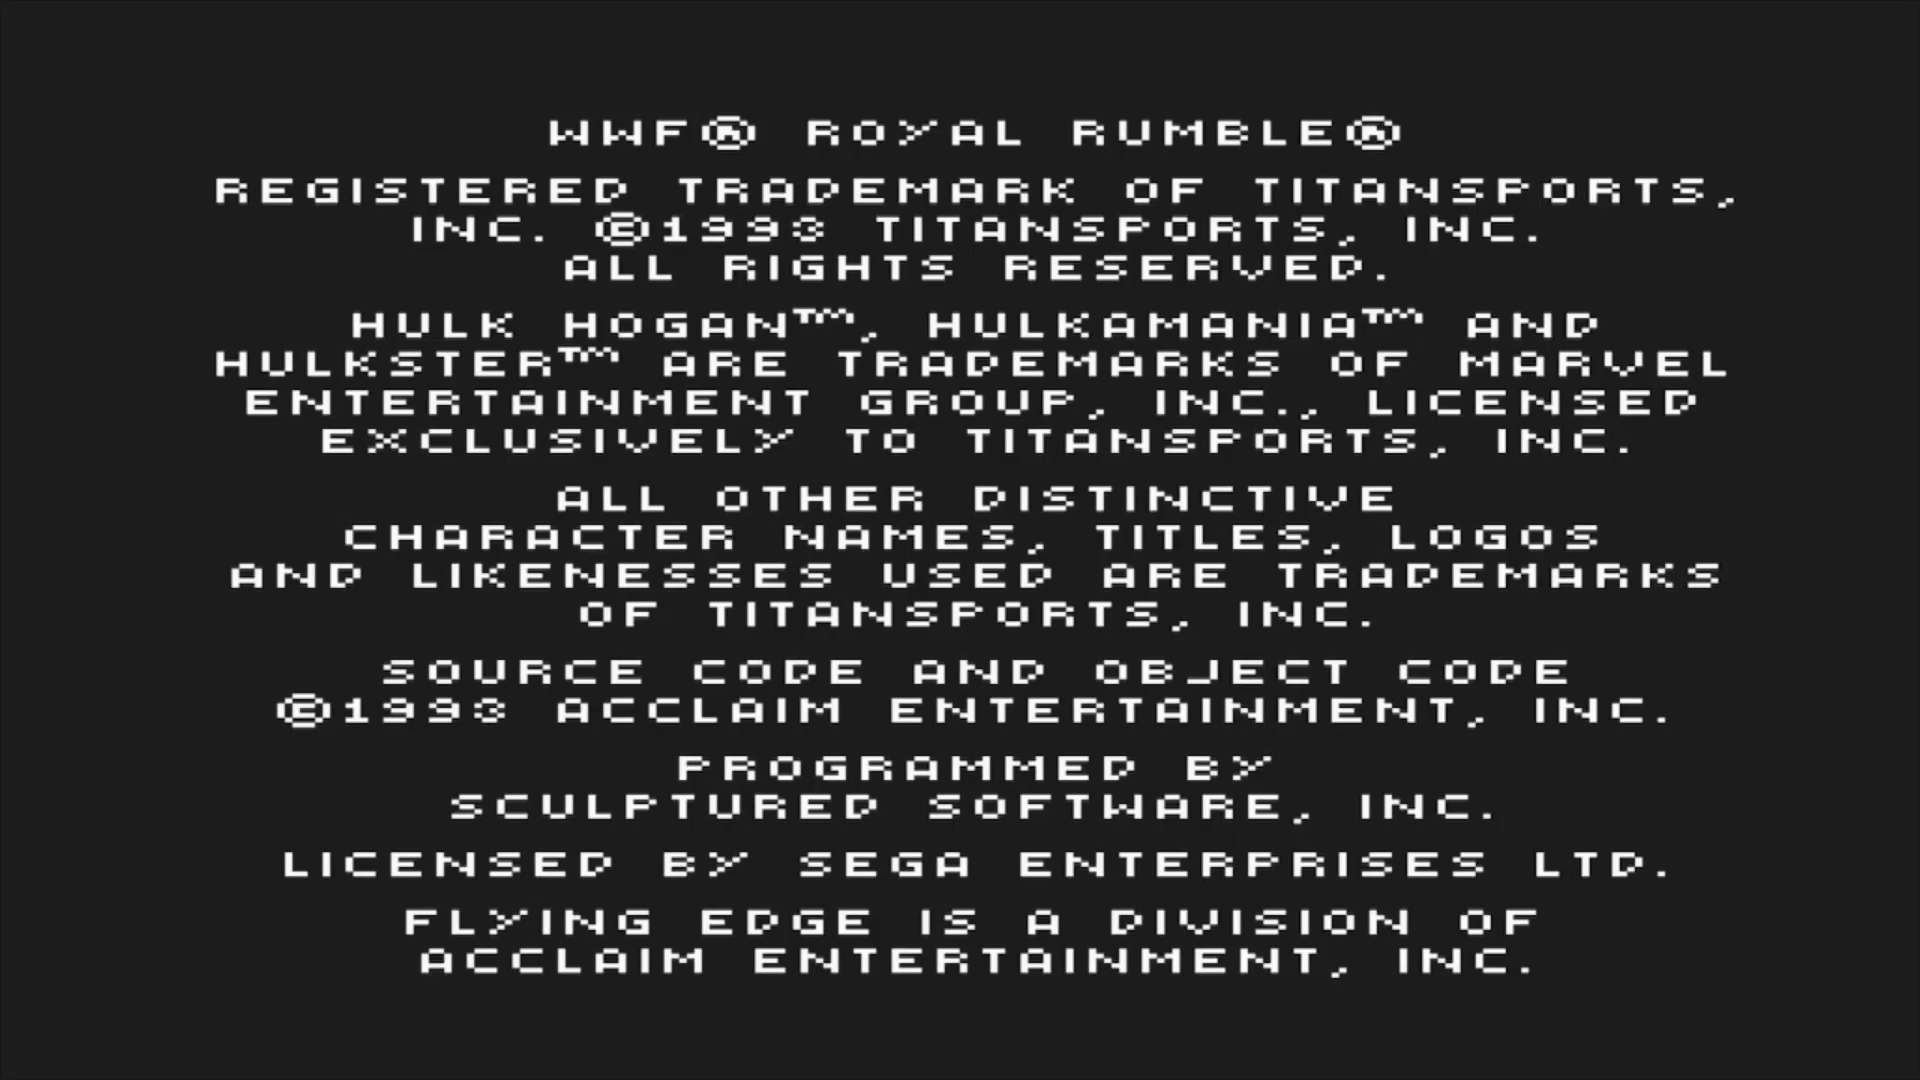 WWF® ROYAL RUMBLE®
REGISTERED TRADEMARK OF TITANSPORTS,
INC. ©1993 TITANSPORTS, INC.
ALL RIGHTS RESERVED.
HULK HOGAN™, HULKAMANIA™ AND
HULKSTER™ ARE TRADEMARKS OF MARVEL
ENTERTAINMENT GROUP, INC., LICENSED
EXCLUSIVELY TO TITANSPORTS, INC.
ALL OTHER DISTINCTIVE
CHARACTER NAMES, TITLES, LOGOS
AND LIKENESSES USED ARE TRADEMARKS
OF TITANSPORTS, INC.
SOURCE CODE AND OBJECT CODE
©1993 ACCLAIM ENTERTAINMENT, INC.
PROGRAMMED BY
SCULPTURED SOFTWARE, INC.
LICENSED BY SEGA ENTERPRISES LTD.
FLYING EDGE IS A DIVISION OF
ACCLAIM ENTERTAINMENT, INC.